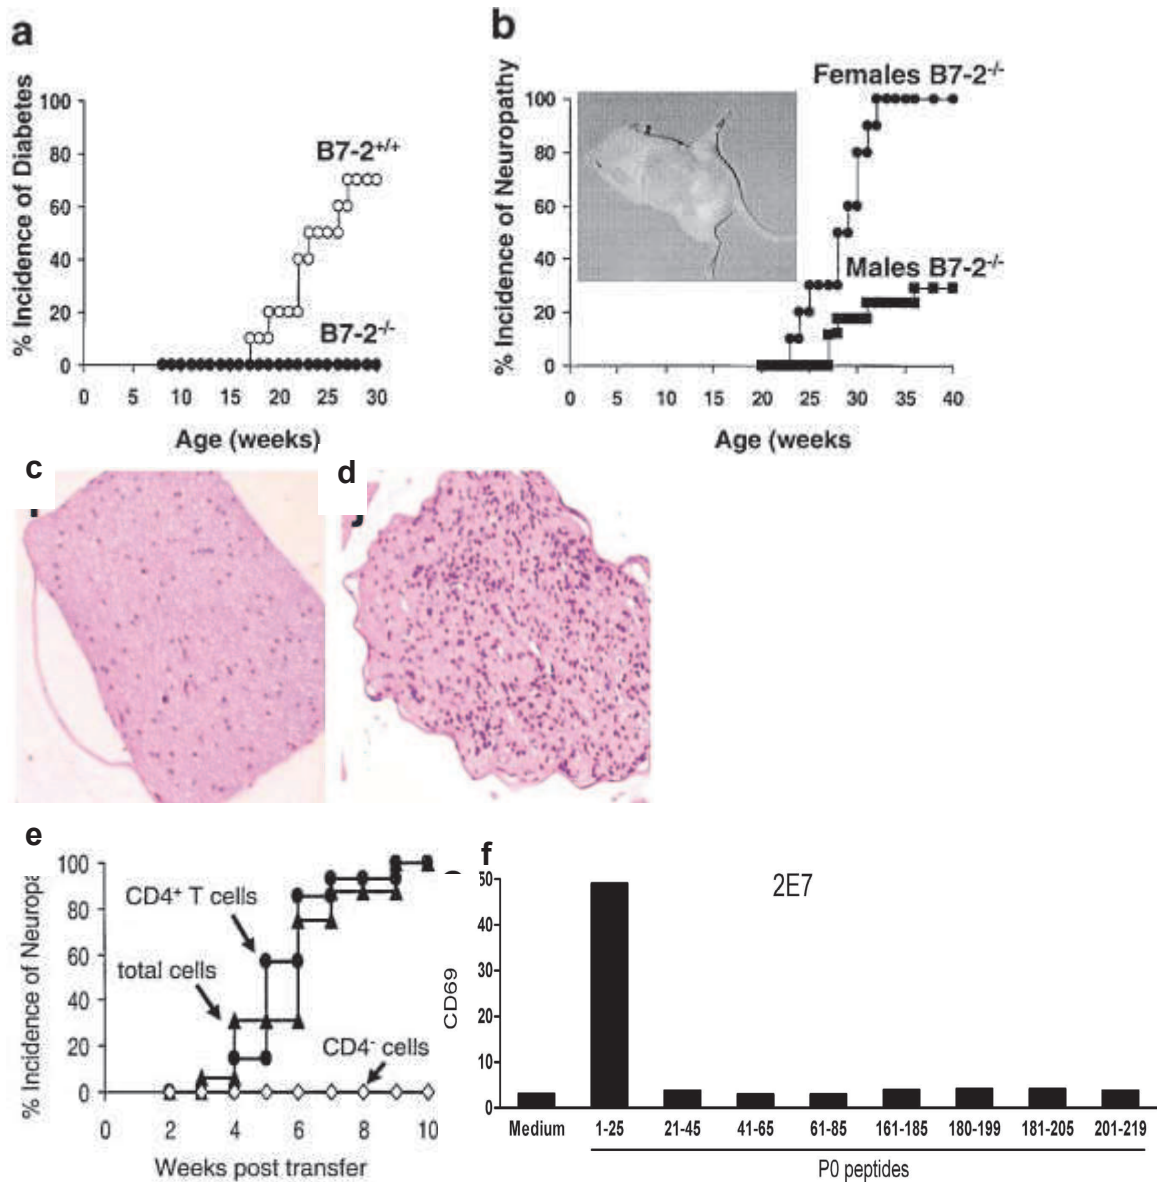 a
% Incidence of Diabetes
100
80
60
40
20
0
B7-2+/+
B7-2-/-
0 5 10 15 20 25 30
Age (weeks)
b
% Incidence of Neuropathy
100
80
60
40
20
0
Females B7-2-/-
Males B7-2-/-
0 5 10 15 20 25 30 35 40
Age (weeks
c
d
e
% Incidence of Neuropa
100
80
60
40
20
0
CD4+ T cells
total cells
CD4- cells
0 2 4 6 8 10
Weeks post transfer
f
2E7
CD69
50
40
30
20
10
0
Medium 1-25 21-45 41-65 61-85 161-185 180-199 181-205 201-219
P0 peptides